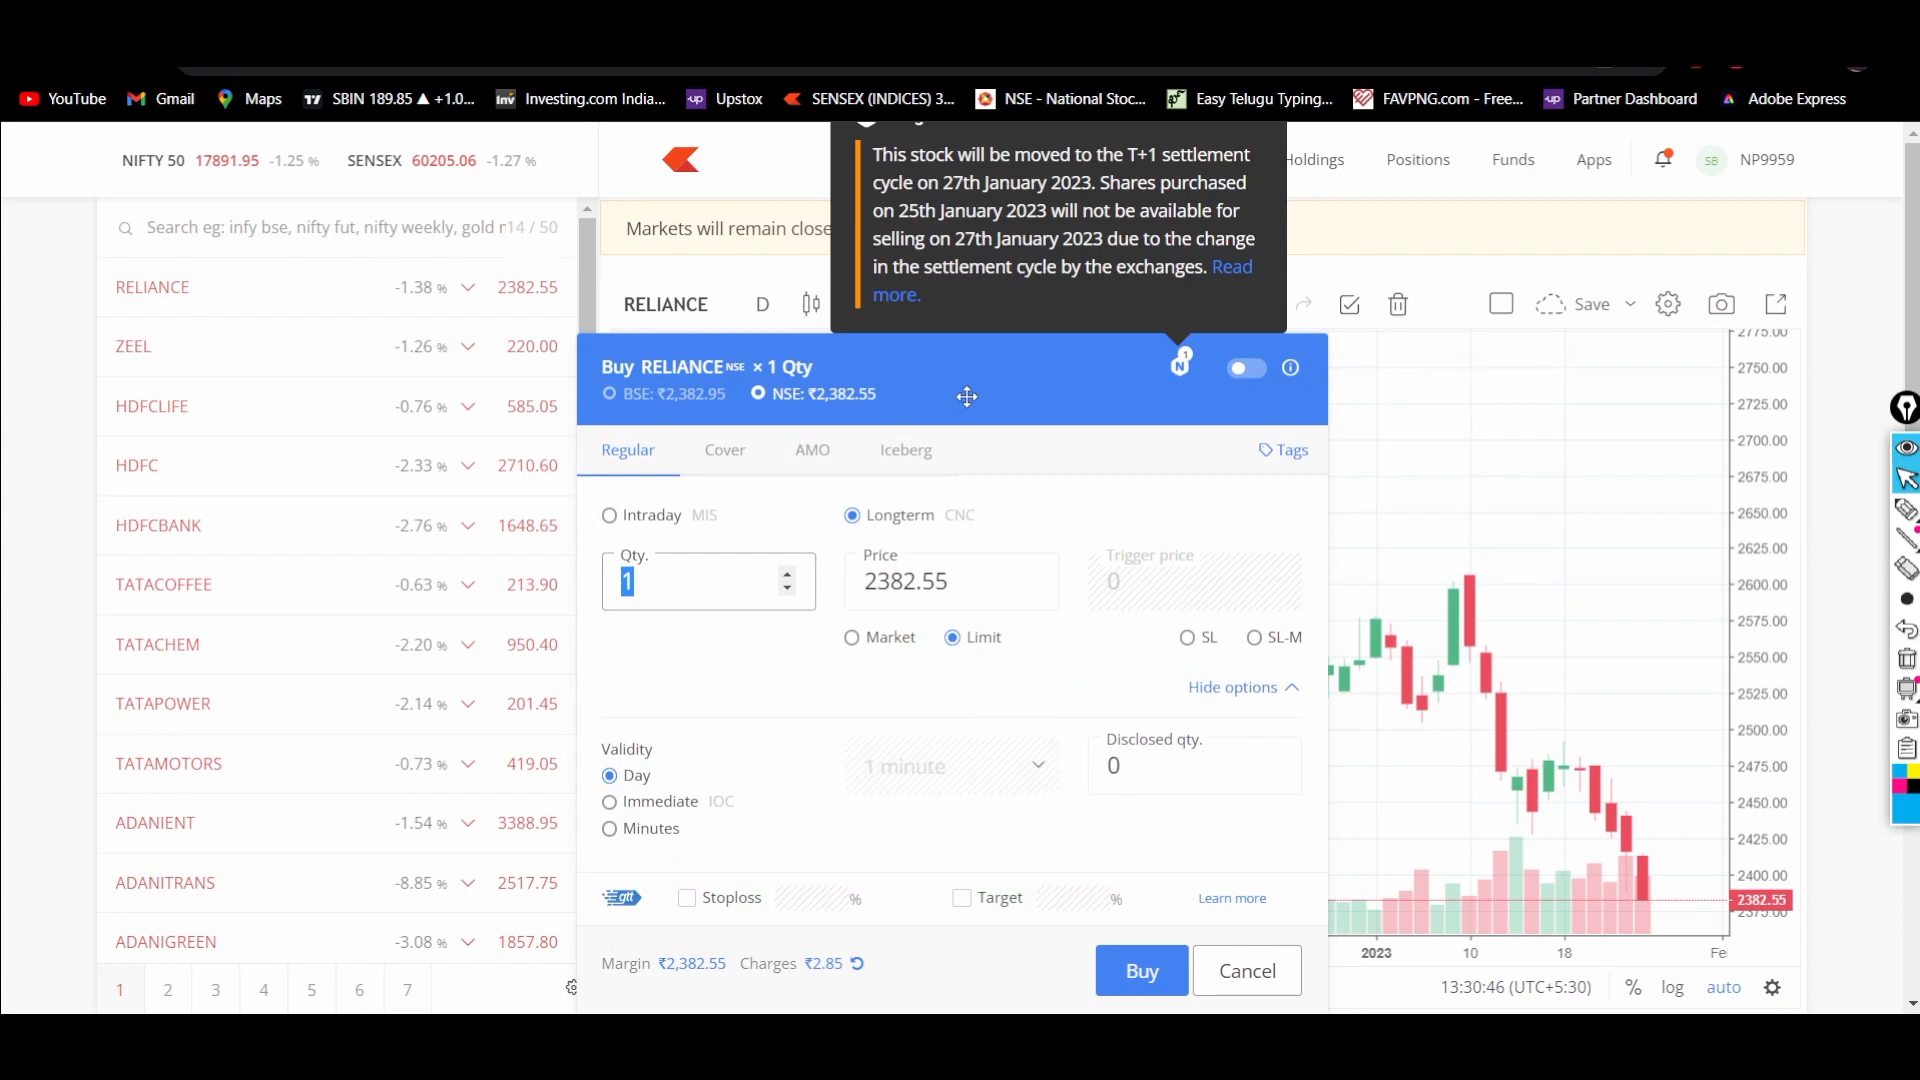 YouTube
Gmail
Maps
SBIN 189.85 ▲ +1.0...
Investing.com India...
Upstox
SENSEX (INDICES) 3...
NSE - National Stoc...
Easy Telugu Typing...
FAVPNG.com - Free...
Partner Dashboard
Adobe Express
NIFTY 50 17891.95 -1.25 % SENSEX 60205.06 -1.27 %
Holdings Positions Funds Apps SB NP9959
This stock will be moved to the T+1 settlement
cycle on 27th January 2023. Shares purchased
on 25th January 2023 will not be available for
selling on 27th January 2023 due to the change
in the settlement cycle by the exchanges. Read
more.
Search eg: infy bse, nifty fut, nifty weekly, gold 14 / 50
Markets will remain close
RELIANCE -1.38 % 2382.55
ZEEL -1.26 % 220.00
HDFCLIFE -0.76 % 585.05
HDFC -2.33 % 2710.60
HDFCBANK -2.76 % 1648.65
TATACOFFEE -0.63 % 213.90
TATACHEM -2.20 % 950.40
TATAPOWER -2.14 % 201.45
TATAMOTORS -0.73 % 419.05
ADANIENT -1.54 % 3388.95
ADANITRANS -8.85 % 2517.75
ADANIGREEN -3.08 % 1857.80
1 2 3 4 5 6 7
RELIANCE D Save
Buy RELIANCE NSE × 1 Qty
N 1
BSE: ₹2,382.95 NSE: ₹2,382.55
Regular Cover AMO Iceberg Tags
Intraday MIS Longterm CNC
Qty. Price Trigger price
1 2382.55 0
Market Limit SL SL-M
Hide options
Validity
Day
Immediate IOC
Minutes
1 minute
Disclosed qty.
0
gtt Stoploss % Target % Learn more
Margin ₹2,382.55 Charges ₹2.85 Buy Cancel
2775.00
2750.00
2725.00
2700.00
2675.00
2650.00
2625.00
2600.00
2575.00
2550.00
2525.00
2500.00
2475.00
2450.00
2425.00
2400.00
2382.55
2375.00
2023 10 18 Fe
13:30:46 (UTC+5:30) % log auto